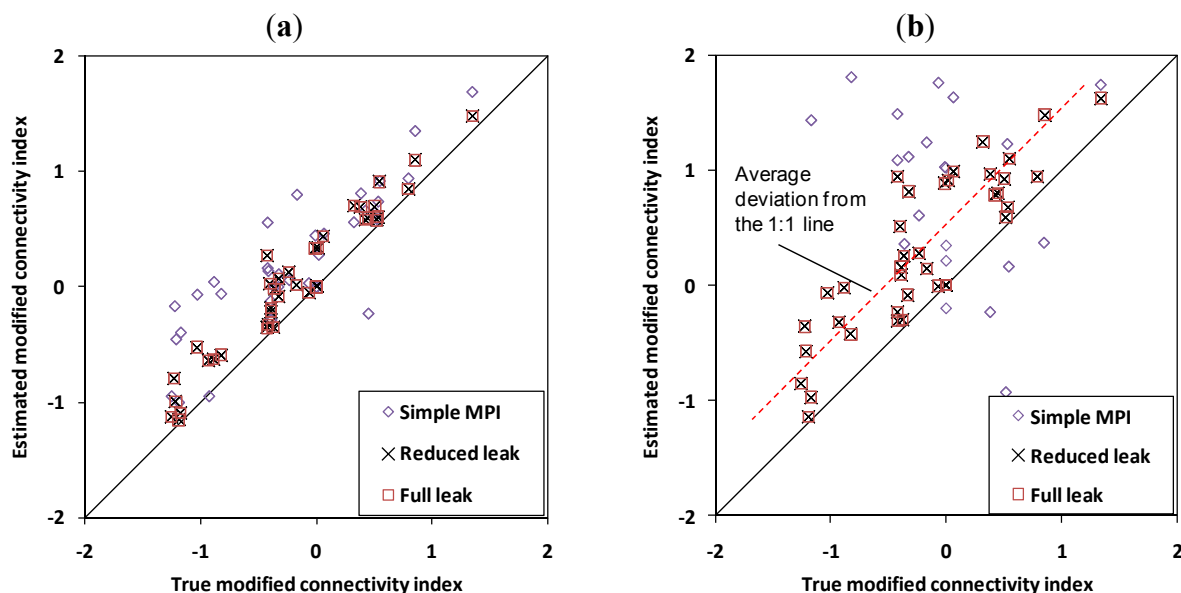 (a)
2
1
0
-1
-2
-2
-1
0
1
2
Estimated modified connectivity index
True modified connectivity index
Simple MPI
Reduced leak
Full leak
(b)
2
1
0
-1
-2
-2
-1
0
1
2
Estimated modified connectivity index
True modified connectivity index
Average
deviation from
the 1:1 line
Simple MPI
Reduced leak
Full leak